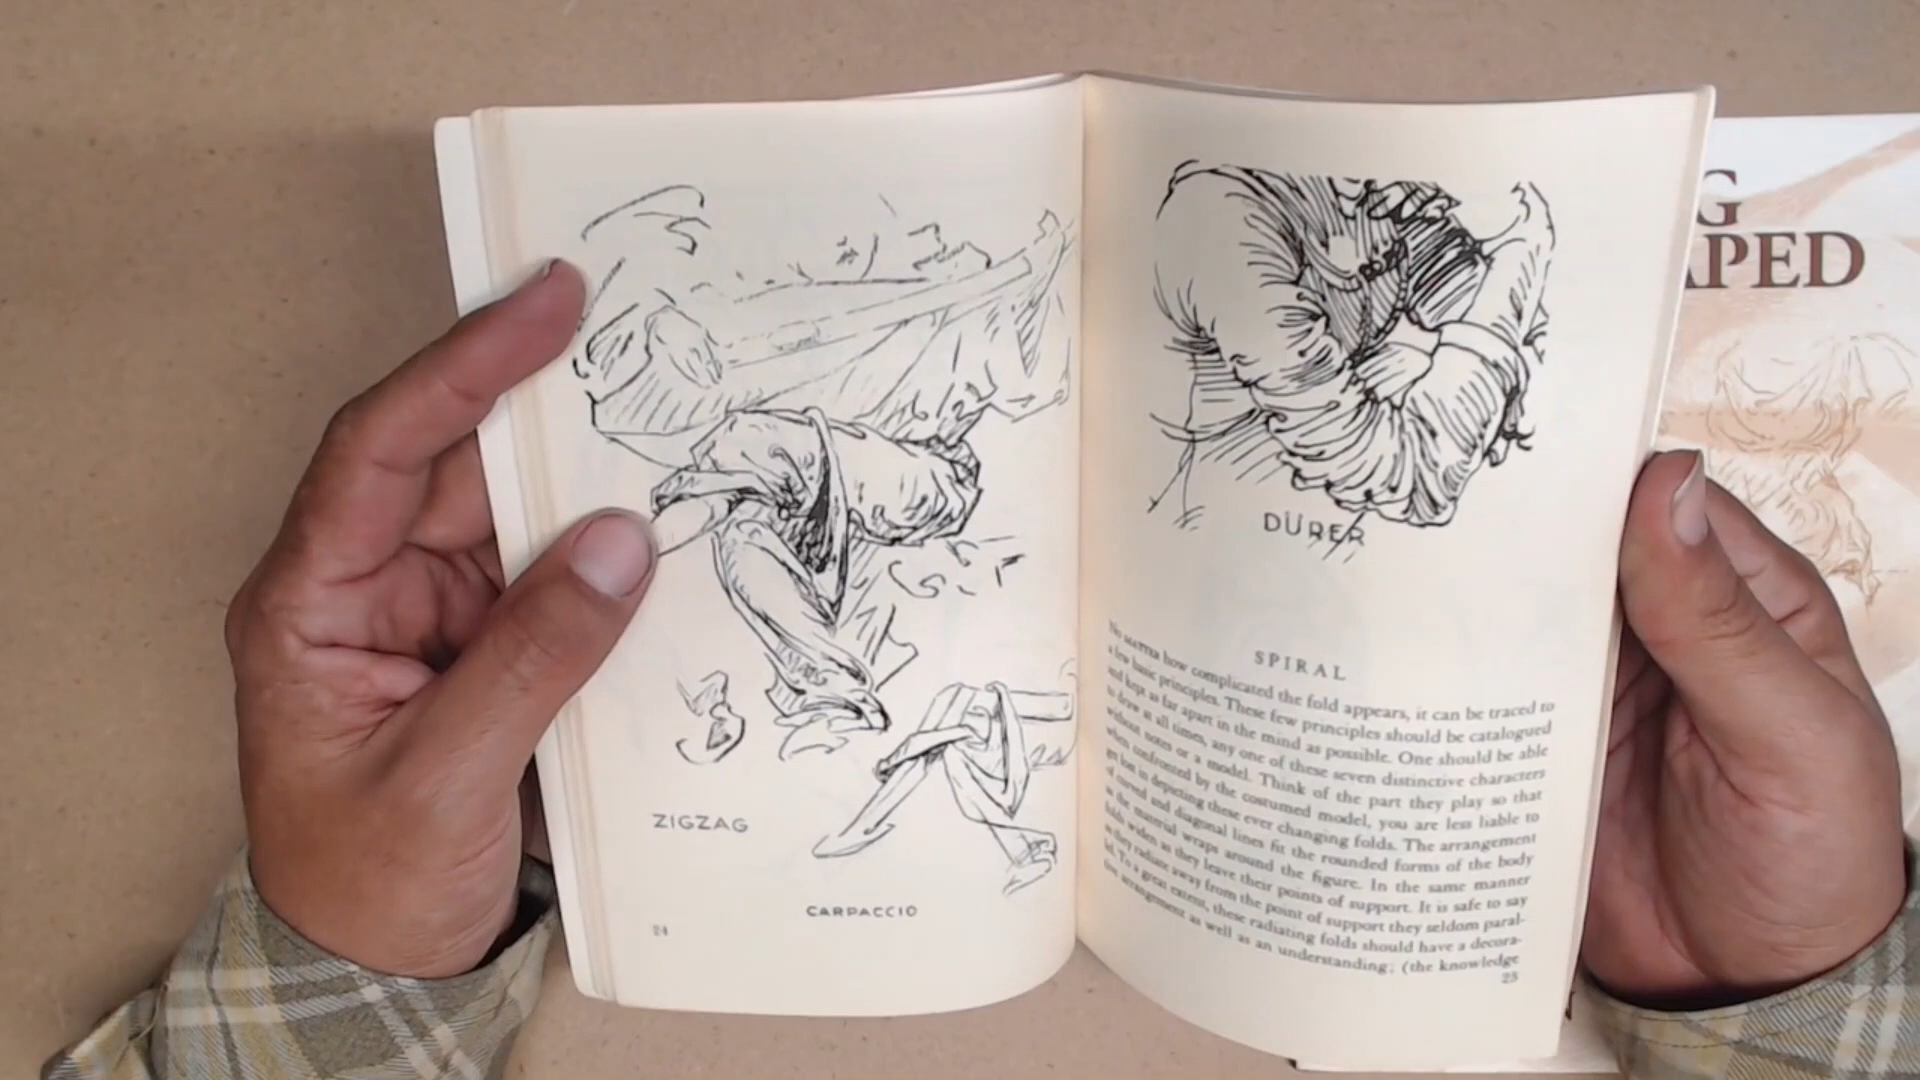 ZIGZAG
CARPACCIO
24
DÜRER
SPIRAL
No matter how complicated the fold appears, it can be traced to
a few basic principles. These few principles should be catalogued
and kept as far apart in the mind as possible. One should be able
to draw at all times, any one of these seven distinctive characters
without notes or a model. Think of the part they play so that
when confronted by the costumed model, you are less liable to
get lost in depicting these ever changing folds. The arrangement
of curved and diagonal lines fit the rounded forms of the body
as the material wraps around the figure. In the same manner
folds widen as they leave their points of support. It is safe to say
as they radiate away from the point of support they seldom paral-
lel. To a great extent, these radiating folds should have a decora-
tive arrangement as well as an understanding; (the knowledge
25
G
APED